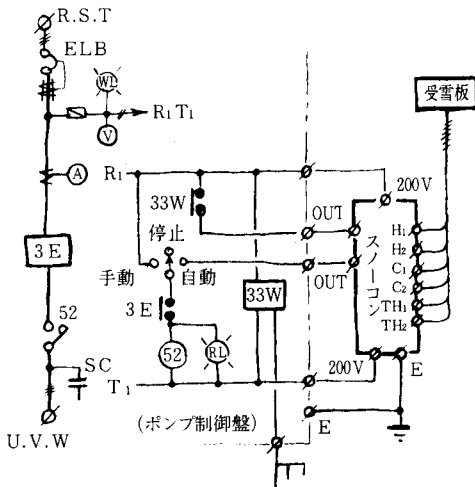 R.S.T
ELB
WL
R₁ T₁
V
A
3E
52
SC
U.V.W
R₁
33W
停止
手動
自動
3E
52
RL
33W
T₁
(ポンプ制御盤)
OUT
OUT
200V
スノーコン
H₁
H₂
C₁
C₂
TH₁
TH₂
200V
E
E
受雪板